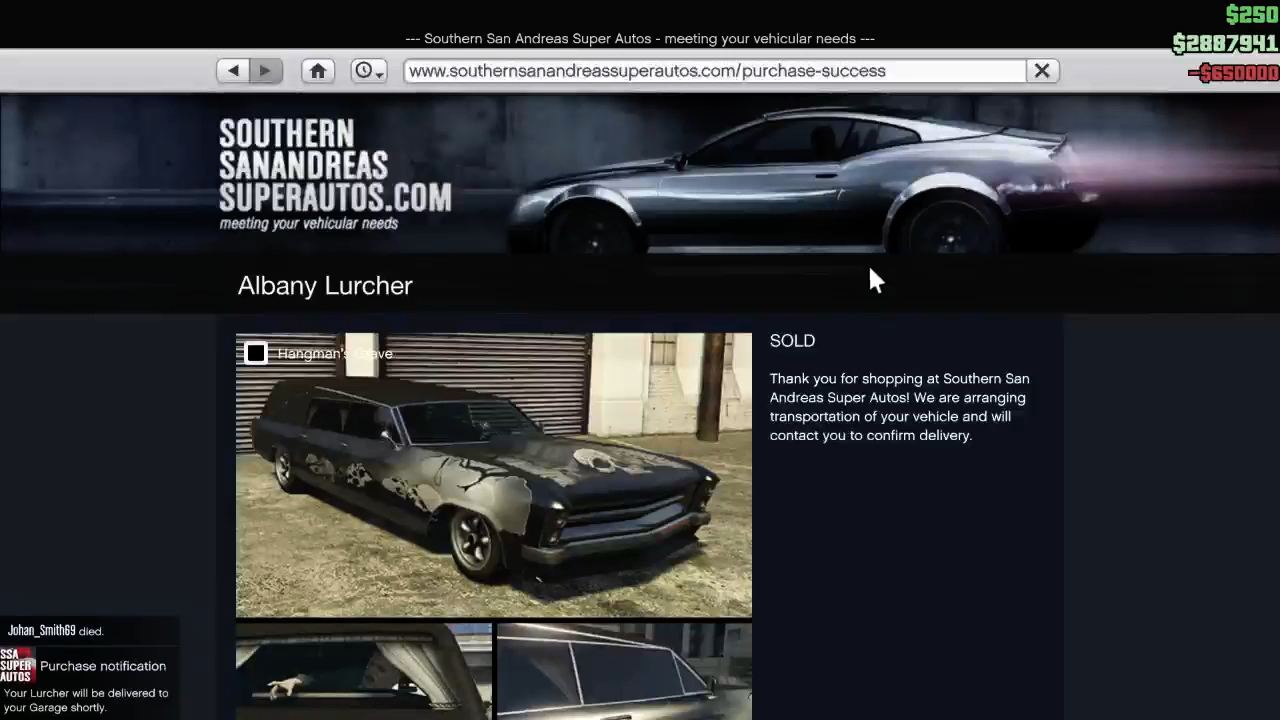 $250
--- Southern San Andreas Super Autos - meeting your vehicular needs ---
$2887941
www.southernsanandreassuperautos.com/purchase-success
-$650000
SOUTHERN
SANANDREAS
SUPERAUTOS.COM
meeting your vehicular needs
Albany Lurcher
SOLD
Hangman's Grave
Thank you for shopping at Southern San
Andreas Super Autos! We are arranging
transportation of your vehicle and will
contact you to confirm delivery.
Johan_Smith69 died.
SSA
SUPER
AUTOS
Purchase notification
Your Lurcher will be delivered to
your Garage shortly.